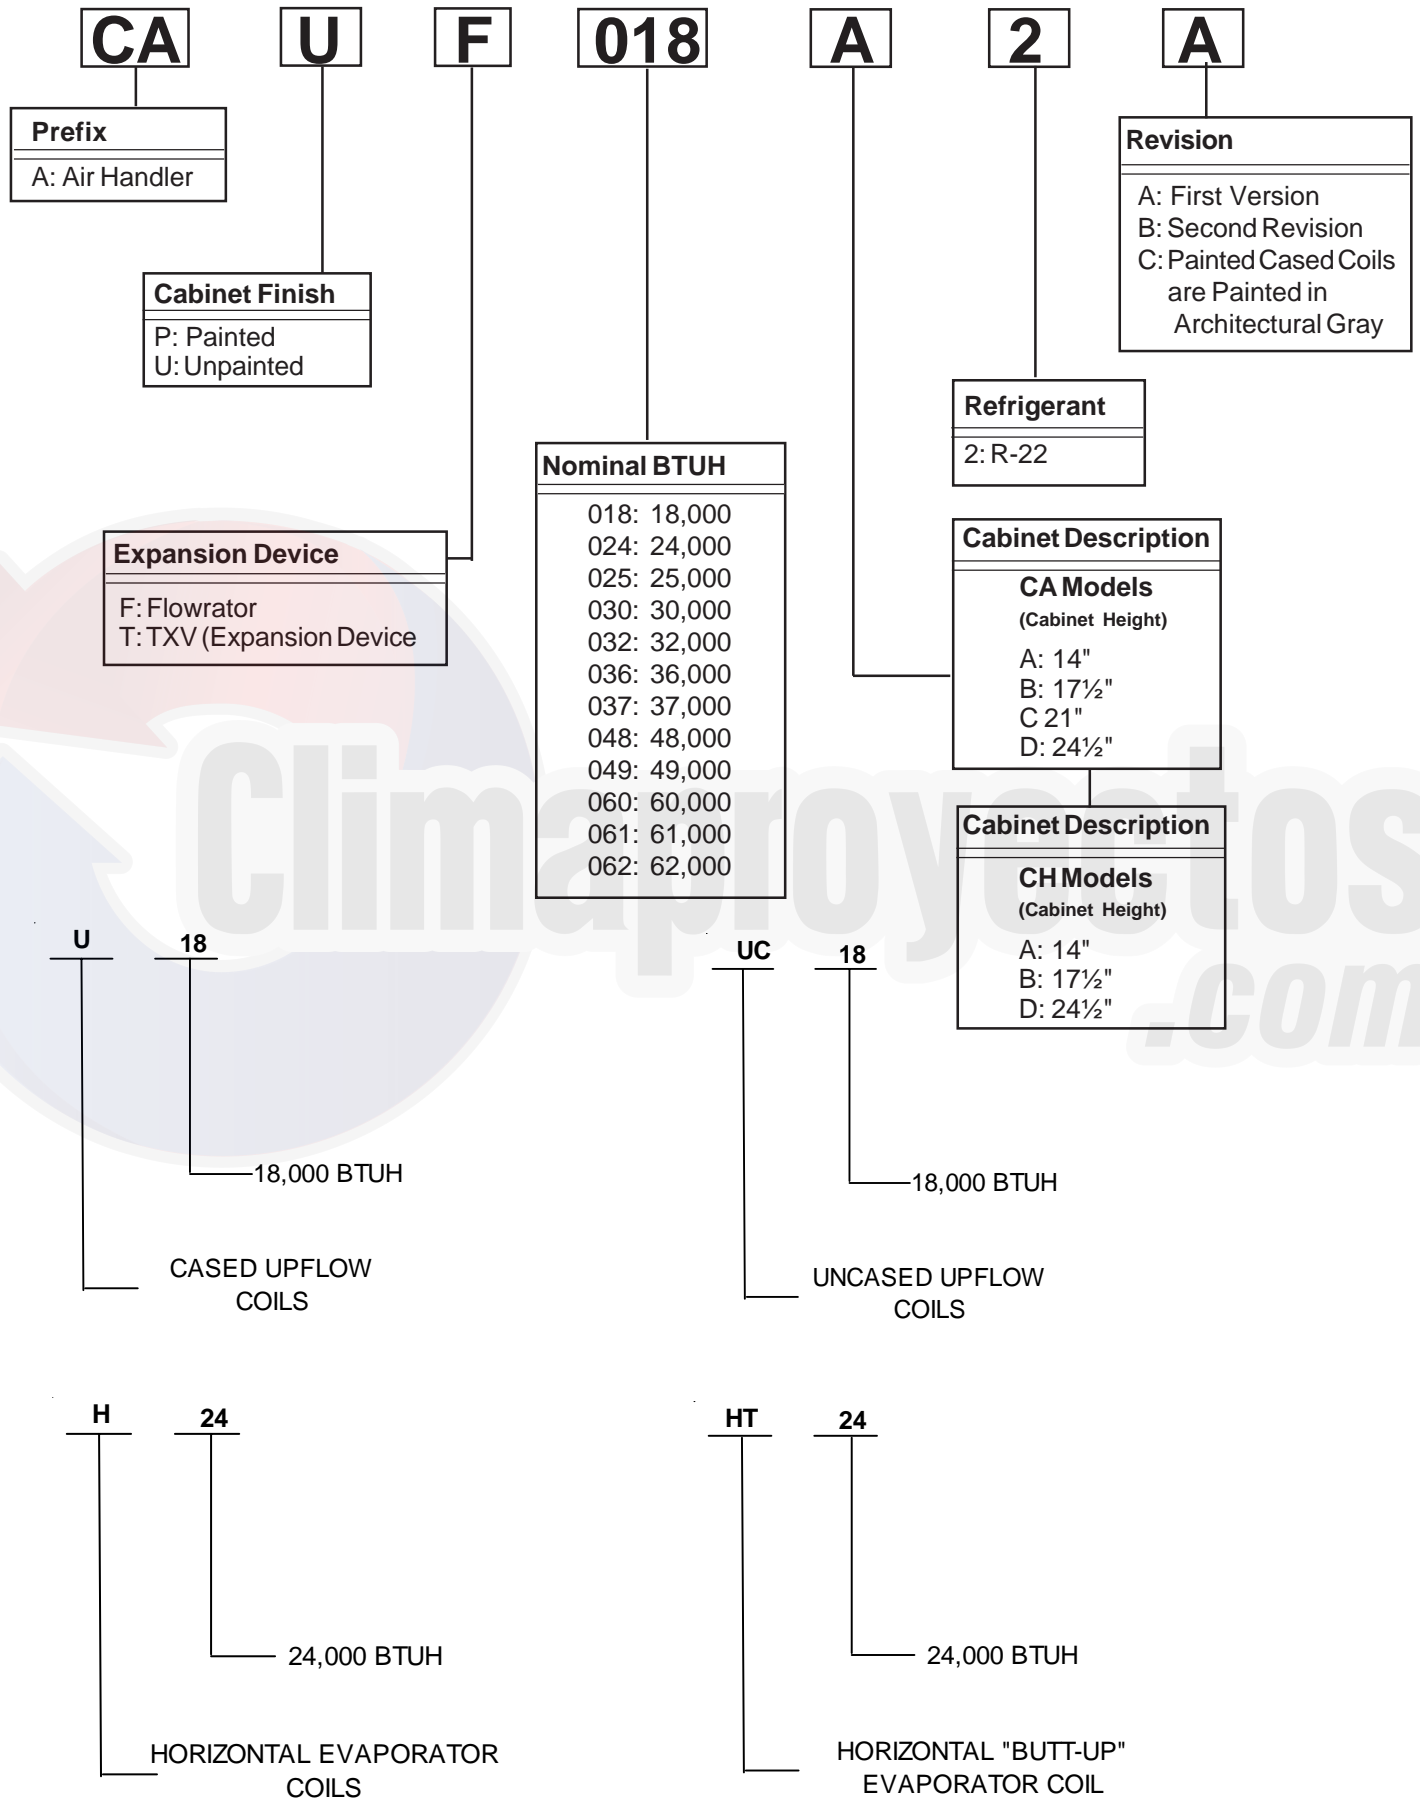 CA U F 018 A 2 A
Prefix
A: Air Handler
Cabinet Finish
P: Painted
U: Unpainted
Expansion Device
F: Flowrator
T: TXV (Expansion Device
Nominal BTUH
018: 18,000
024: 24,000
025: 25,000
030: 30,000
032: 32,000
036: 36,000
037: 37,000
048: 48,000
049: 49,000
060: 60,000
061: 61,000
062: 62,000
Revision
A: First Version
B: Second Revision
C: Painted Cased Coils
are Painted in
Architectural Gray
Refrigerant
2: R-22
Cabinet Description
CA Models
(Cabinet Height)
A: 14"
B: 17½"
C 21"
D: 24½"
Cabinet Description
CH Models
(Cabinet Height)
A: 14"
B: 17½"
D: 24½"
Climaproyectos
.com
U 18
18,000 BTUH
CASED UPFLOW
COILS
UC 18
18,000 BTUH
UNCASED UPFLOW
COILS
H 24
24,000 BTUH
HORIZONTAL EVAPORATOR
COILS
HT 24
24,000 BTUH
HORIZONTAL "BUTT-UP"
EVAPORATOR COIL